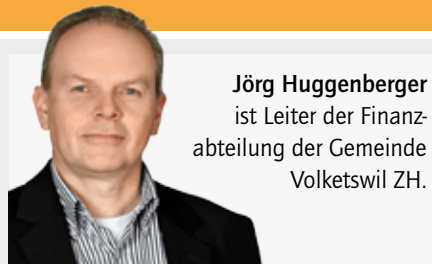 Jörg Huggenberger
ist Leiter der Finanz-
abteilung der Gemeinde
Volketswil ZH.